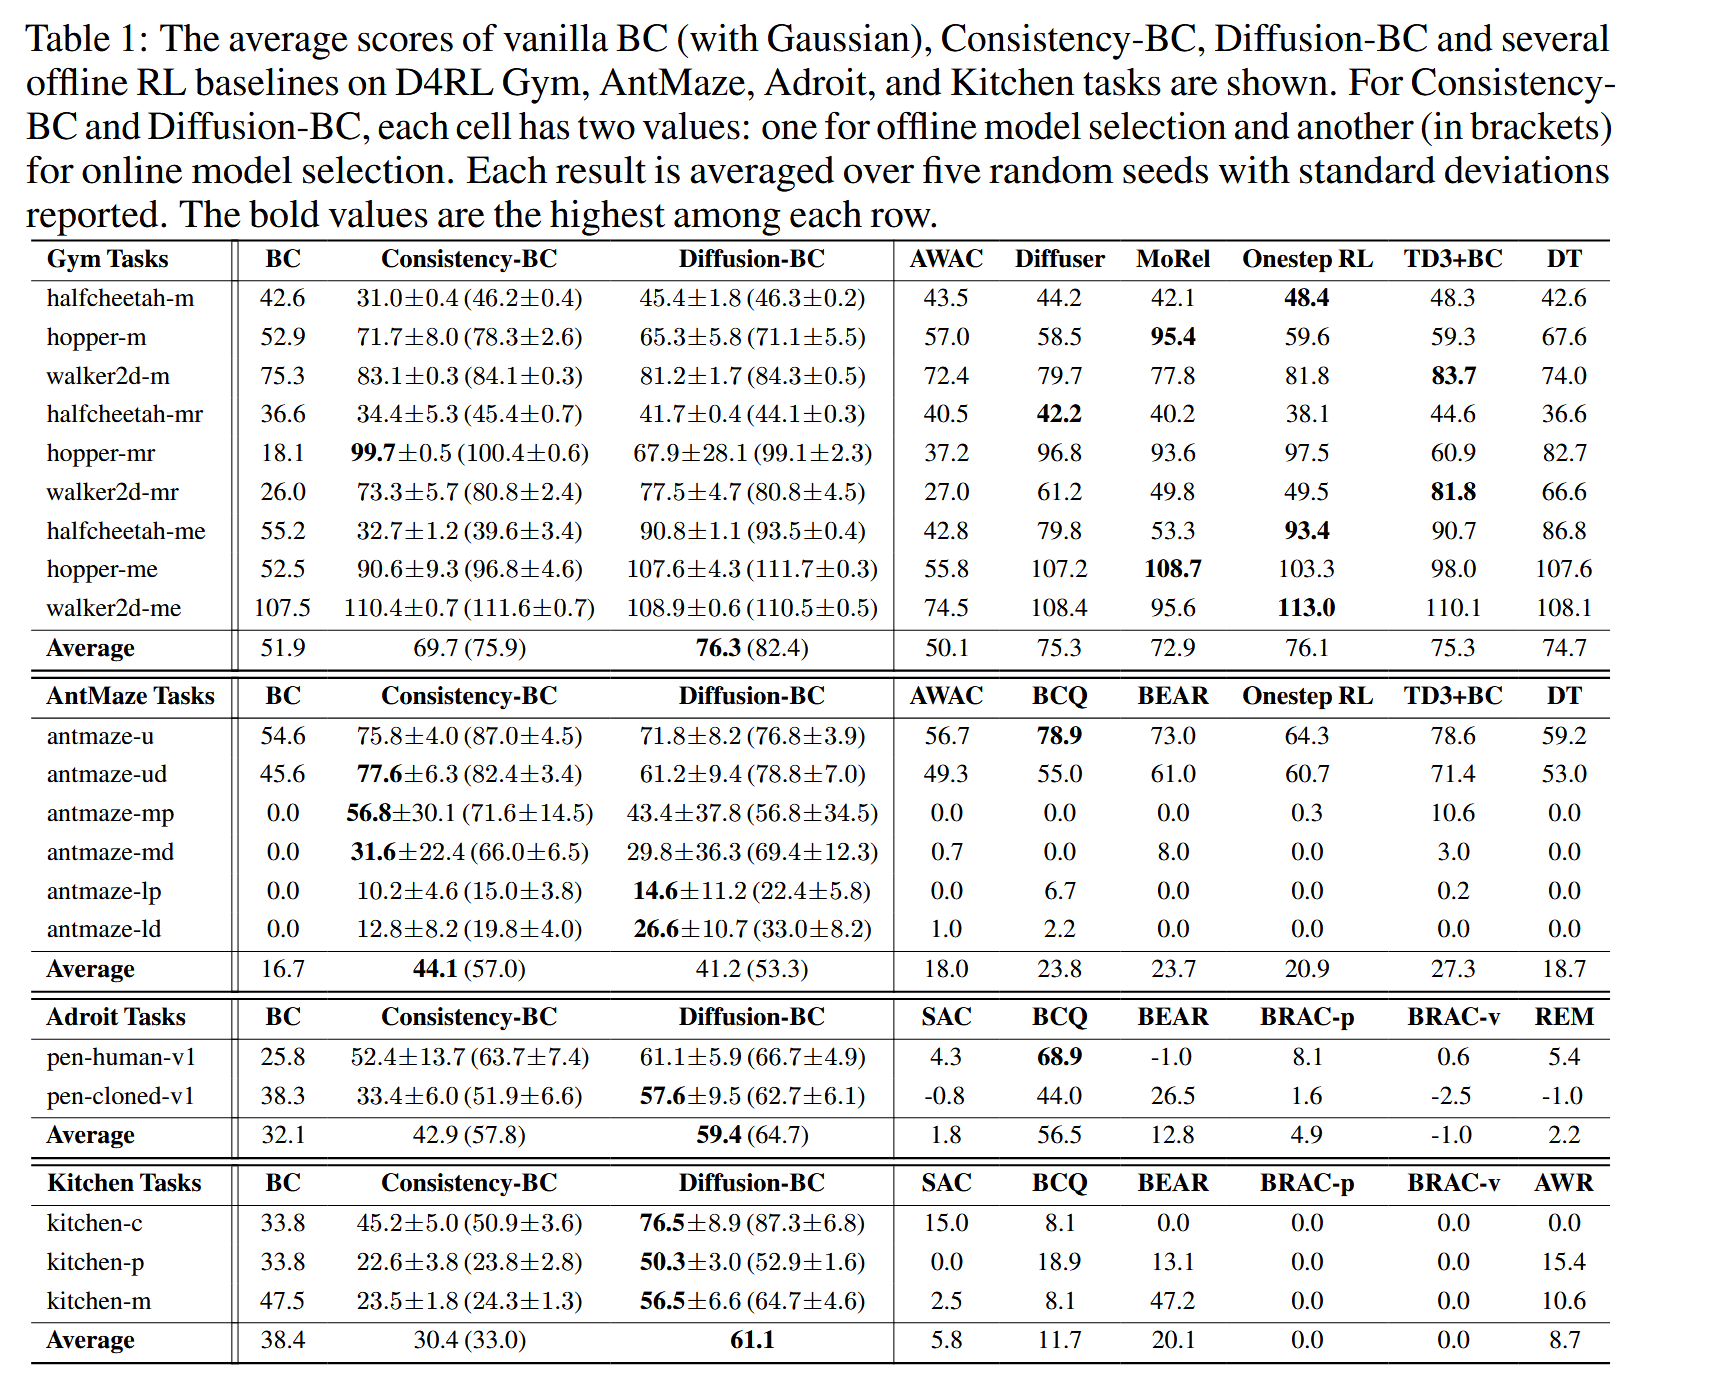 Table 1: The average scores of vanilla BC (with Gaussian), Consistency-BC, Diffusion-BC and several
offline RL baselines on D4RL Gym, AntMaze, Adroit, and Kitchen tasks are shown. For Consistency-
BC and Diffusion-BC, each cell has two values: one for offline model selection and another (in brackets)
for online model selection. Each result is averaged over five random seeds with standard deviations
reported. The bold values are the highest among each row.
Gym Tasks BC Consistency-BC Diffusion-BC AWAC Diffuser MoRel Onestep RL TD3+BC DT
halfcheetah-m 42.6 31.0±0.4 (46.2±0.4) 45.4±1.8 (46.3±0.2) 43.5 44.2 42.1 48.4 48.3 42.6
hopper-m 52.9 71.7±8.0 (78.3±2.6) 65.3±5.8 (71.1±5.5) 57.0 58.5 95.4 59.6 59.3 67.6
walker2d-m 75.3 83.1±0.3 (84.1±0.3) 81.2±1.7 (84.3±0.5) 72.4 79.7 77.8 81.8 83.7 74.0
halfcheetah-mr 36.6 34.4±5.3 (45.4±0.7) 41.7±0.4 (44.1±0.3) 40.5 42.2 40.2 38.1 44.6 36.6
hopper-mr 18.1 99.7±0.5 (100.4±0.6) 67.9±28.1 (99.1±2.3) 37.2 96.8 93.6 97.5 60.9 82.7
walker2d-mr 26.0 73.3±5.7 (80.8±2.4) 77.5±4.7 (80.8±4.5) 27.0 61.2 49.8 49.5 81.8 66.6
halfcheetah-me 55.2 32.7±1.2 (39.6±3.4) 90.8±1.1 (93.5±0.4) 42.8 79.8 53.3 93.4 90.7 86.8
hopper-me 52.5 90.6±9.3 (96.8±4.6) 107.6±4.3 (111.7±0.3) 55.8 107.2 108.7 103.3 98.0 107.6
walker2d-me 107.5 110.4±0.7 (111.6±0.7) 108.9±0.6 (110.5±0.5) 74.5 108.4 95.6 113.0 110.1 108.1
Average 51.9 69.7 (75.9) 76.3 (82.4) 50.1 75.3 72.9 76.1 75.3 74.7
AntMaze Tasks BC Consistency-BC Diffusion-BC AWAC BCQ BEAR Onestep RL TD3+BC DT
antmaze-u 54.6 75.8±4.0 (87.0±4.5) 71.8±8.2 (76.8±3.9) 56.7 78.9 73.0 64.3 78.6 59.2
antmaze-ud 45.6 77.6±6.3 (82.4±3.4) 61.2±9.4 (78.8±7.0) 49.3 55.0 61.0 60.7 71.4 53.0
antmaze-mp 0.0 56.8±30.1 (71.6±14.5) 43.4±37.8 (56.8±34.5) 0.0 0.0 0.0 0.3 10.6 0.0
antmaze-md 0.0 31.6±22.4 (66.0±6.5) 29.8±36.3 (69.4±12.3) 0.7 0.0 8.0 0.0 3.0 0.0
antmaze-lp 0.0 10.2±4.6 (15.0±3.8) 14.6±11.2 (22.4±5.8) 0.0 6.7 0.0 0.0 0.2 0.0
antmaze-ld 0.0 12.8±8.2 (19.8±4.0) 26.6±10.7 (33.0±8.2) 1.0 2.2 0.0 0.0 0.0 0.0
Average 16.7 44.1 (57.0) 41.2 (53.3) 18.0 23.8 23.7 20.9 27.3 18.7
Adroit Tasks BC Consistency-BC Diffusion-BC SAC BCQ BEAR BRAC-p BRAC-v REM
pen-human-v1 25.8 52.4±13.7 (63.7±7.4) 61.1±5.9 (66.7±4.9) 4.3 68.9 -1.0 8.1 0.6 5.4
pen-cloned-v1 38.3 33.4±6.0 (51.9±6.6) 57.6±9.5 (62.7±6.1) -0.8 44.0 26.5 1.6 -2.5 -1.0
Average 32.1 42.9 (57.8) 59.4 (64.7) 1.8 56.5 12.8 4.9 -1.0 2.2
Kitchen Tasks BC Consistency-BC Diffusion-BC SAC BCQ BEAR BRAC-p BRAC-v AWR
kitchen-c 33.8 45.2±5.0 (50.9±3.6) 76.5±8.9 (87.3±6.8) 15.0 8.1 0.0 0.0 0.0 0.0
kitchen-p 33.8 22.6±3.8 (23.8±2.8) 50.3±3.0 (52.9±1.6) 0.0 18.9 13.1 0.0 0.0 15.4
kitchen-m 47.5 23.5±1.8 (24.3±1.3) 56.5±6.6 (64.7±4.6) 2.5 8.1 47.2 0.0 0.0 10.6
Average 38.4 30.4 (33.0) 61.1 5.8 11.7 20.1 0.0 0.0 8.7